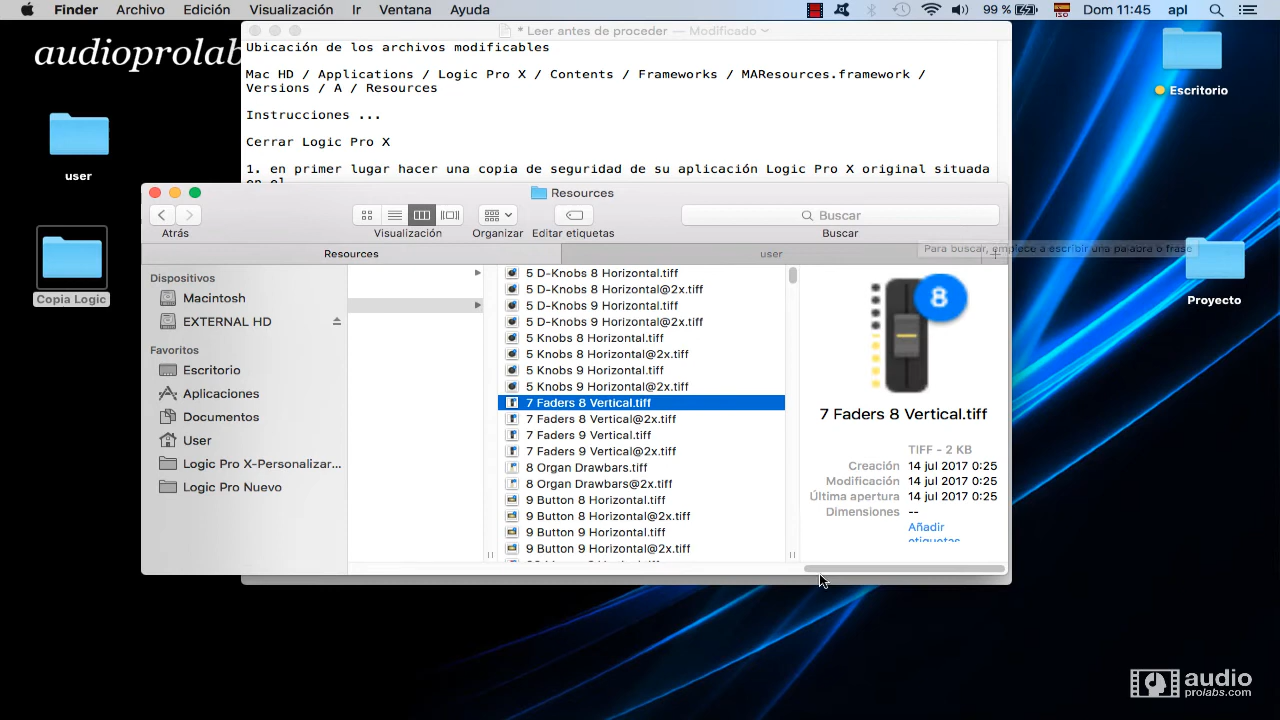 Finder Archivo Edición Visualización Ir Ventana Ayuda 99 % ISO Dom 11:45 apl
audioprolab
* Leer antes de proceder — Modificado
Ubicación de los archivos modificables
Mac HD / Applications / Logic Pro X / Contents / Frameworks / MAResources.framework /
Versions / A / Resources
Instrucciones ...
Cerrar Logic Pro X
1. en primer lugar hacer una copia de seguridad de su aplicación Logic Pro X original situada
en el
user
Copia Logic
Escritorio
Proyecto
Resources
Buscar
Atrás Visualización Organizar Editar etiquetas Buscar
Resources user
Para buscar, empiece a escribir una palabra o frase
Dispositivos
Macintosh
EXTERNAL HD
Favoritos
Escritorio
Aplicaciones
Documentos
User
Logic Pro X-Personalizar...
Logic Pro Nuevo
5 D-Knobs 8 Horizontal.tiff
5 D-Knobs 8 Horizontal@2x.tiff
5 D-Knobs 9 Horizontal.tiff
5 D-Knobs 9 Horizontal@2x.tiff
5 Knobs 8 Horizontal.tiff
5 Knobs 8 Horizontal@2x.tiff
5 Knobs 9 Horizontal.tiff
5 Knobs 9 Horizontal@2x.tiff
7 Faders 8 Vertical.tiff
7 Faders 8 Vertical@2x.tiff
7 Faders 9 Vertical.tiff
7 Faders 9 Vertical@2x.tiff
8 Organ Drawbars.tiff
8 Organ Drawbars@2x.tiff
9 Button 8 Horizontal.tiff
9 Button 8 Horizontal@2x.tiff
9 Button 9 Horizontal.tiff
9 Button 9 Horizontal@2x.tiff
8
7 Faders 8 Vertical.tiff
TIFF - 2 KB
Creación 14 jul 2017 0:25
Modificación 14 jul 2017 0:25
Última apertura 14 jul 2017 0:25
Dimensiones --
Añadir
etiquetas
audio
prolabs.com